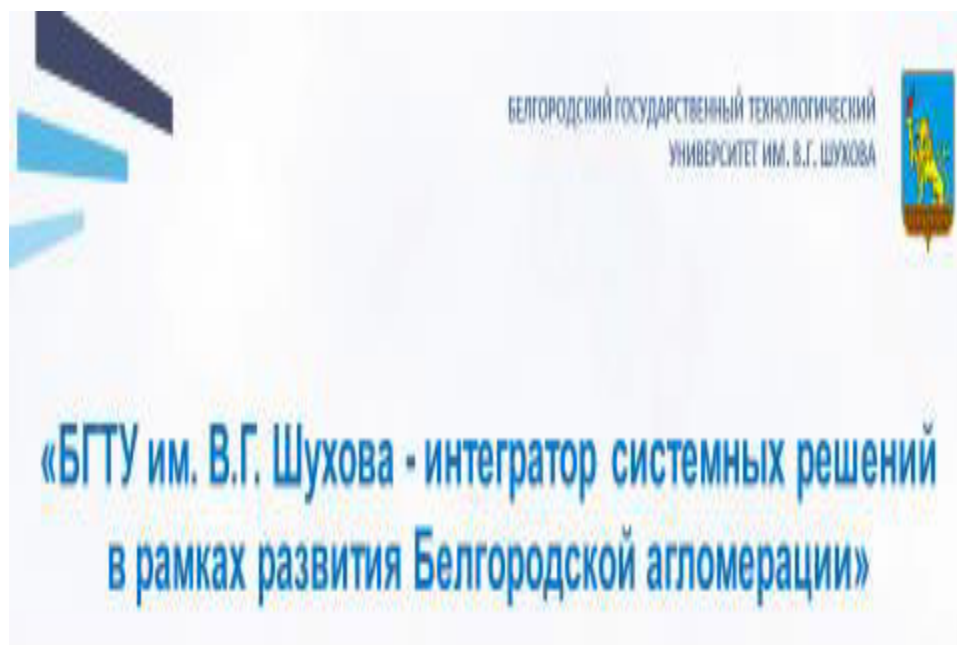 БЕЛГОРОДСКИЙ ГОСУДАРСТВЕННЫЙ ТЕХНОЛОГИЧЕСКИЙ
УНИВЕРСИТЕТ ИМ. В.Г. ШУХОВА
«БГТУ им. В.Г. Шухова - интегратор системных решений
в рамках развития Белгородской агломерации»